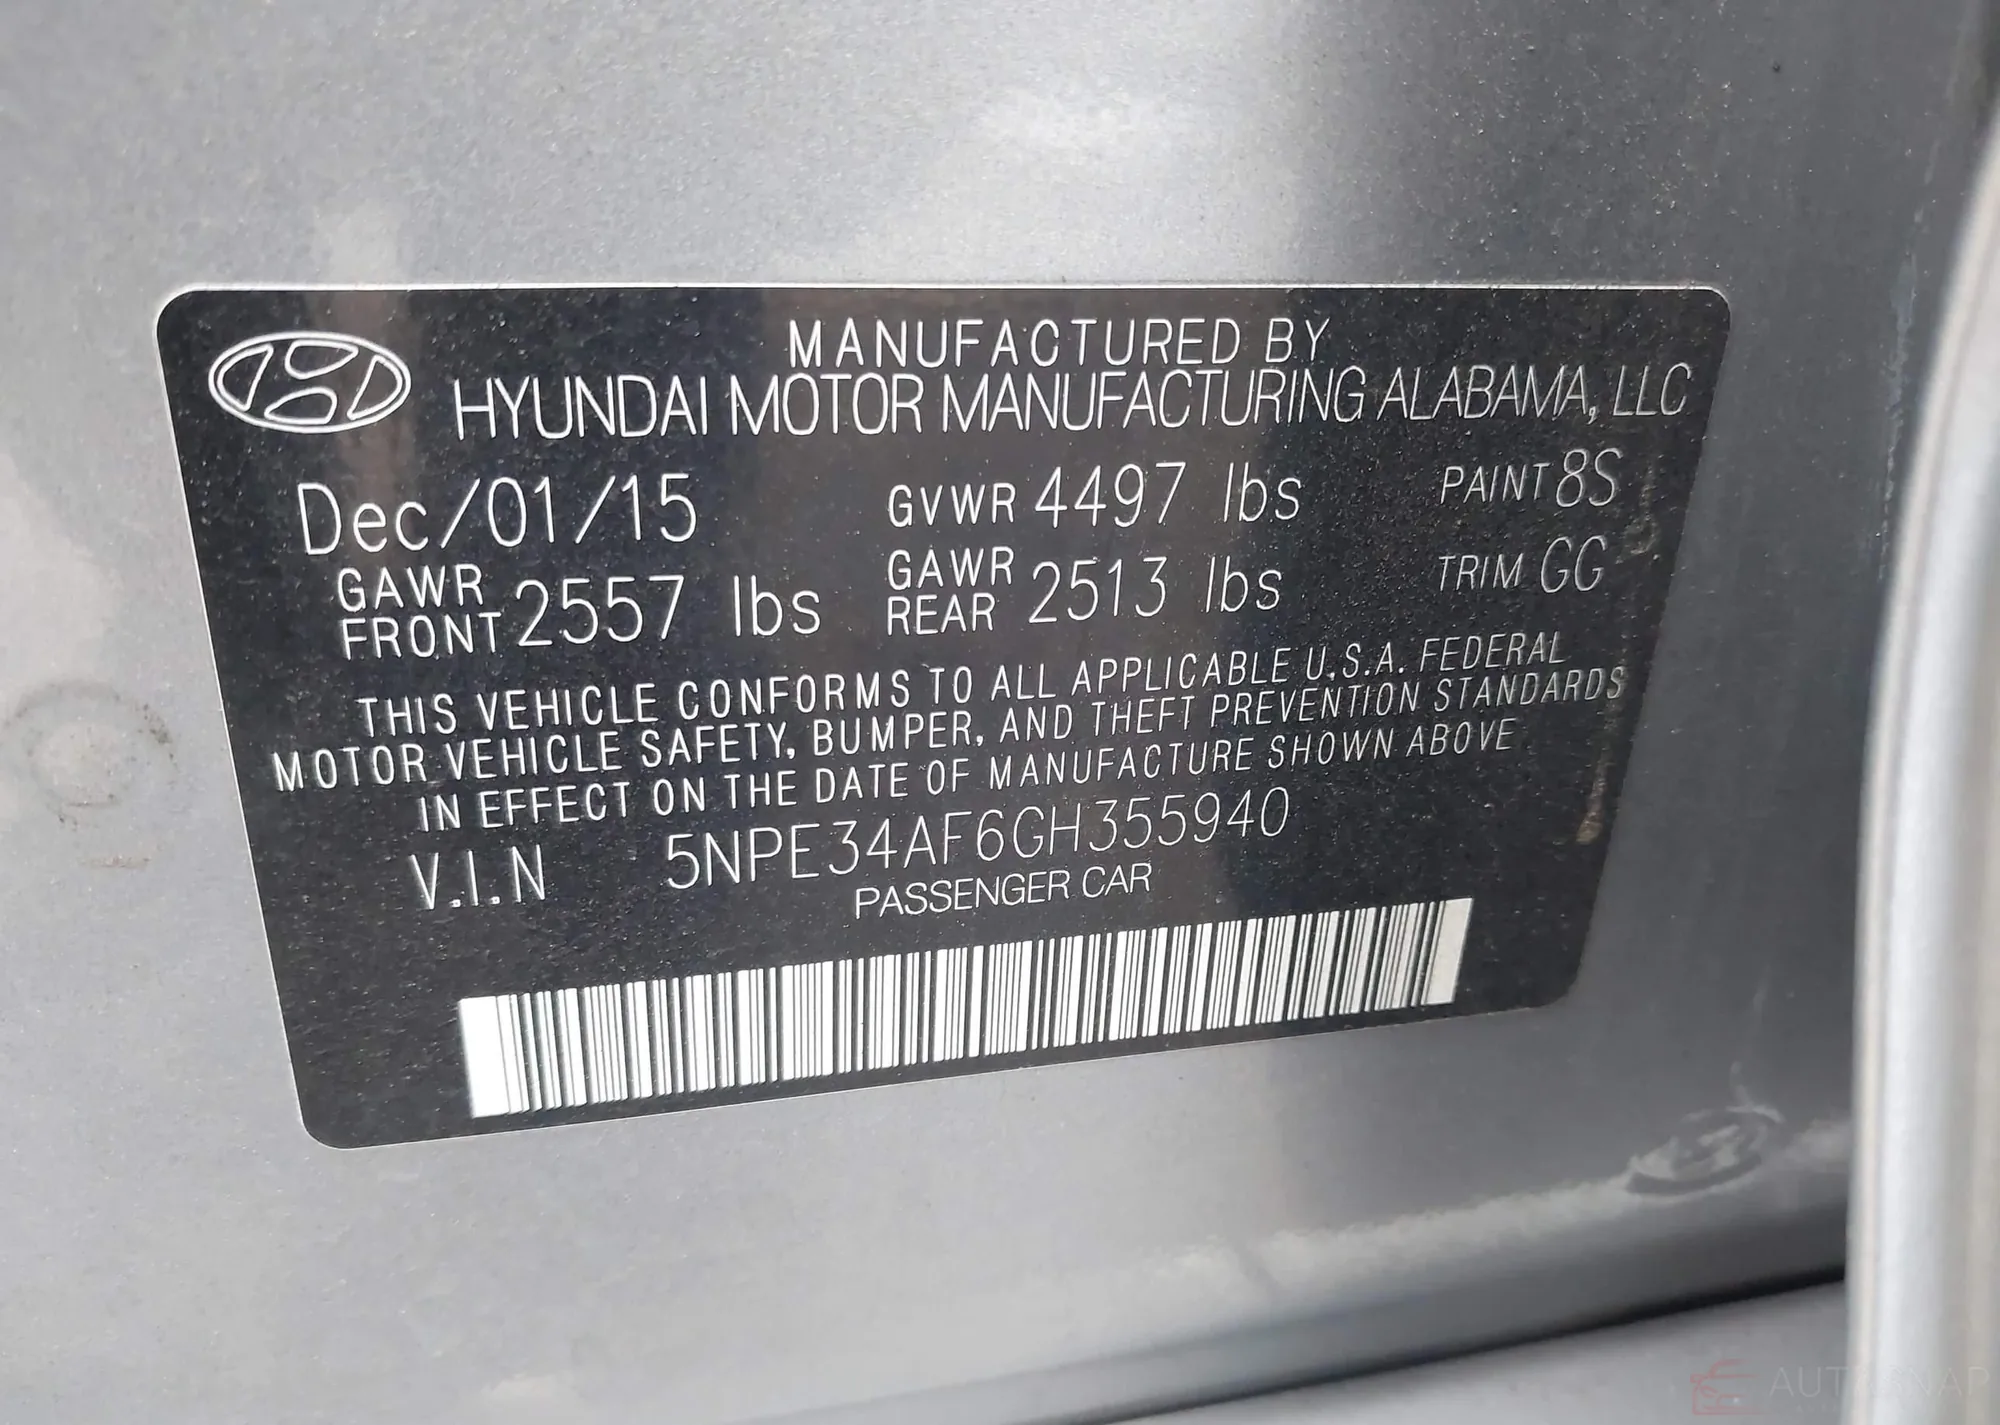 MANUFACTURED BY
HYUNDAI MOTOR MANUFACTURING ALABAMA, LLC
Dec/01/15 GVWR 4497 lbs PAINT 8S
GAWR FRONT 2557 lbs GAWR REAR 2513 lbs TRIM GG
THIS VEHICLE CONFORMS TO ALL APPLICABLE U.S.A. FEDERAL
MOTOR VEHICLE SAFETY, BUMPER, AND THEFT PREVENTION STANDARDS
IN EFFECT ON THE DATE OF MANUFACTURE SHOWN ABOVE
V.I.N 5NPE34AF6GH355940
PASSENGER CAR